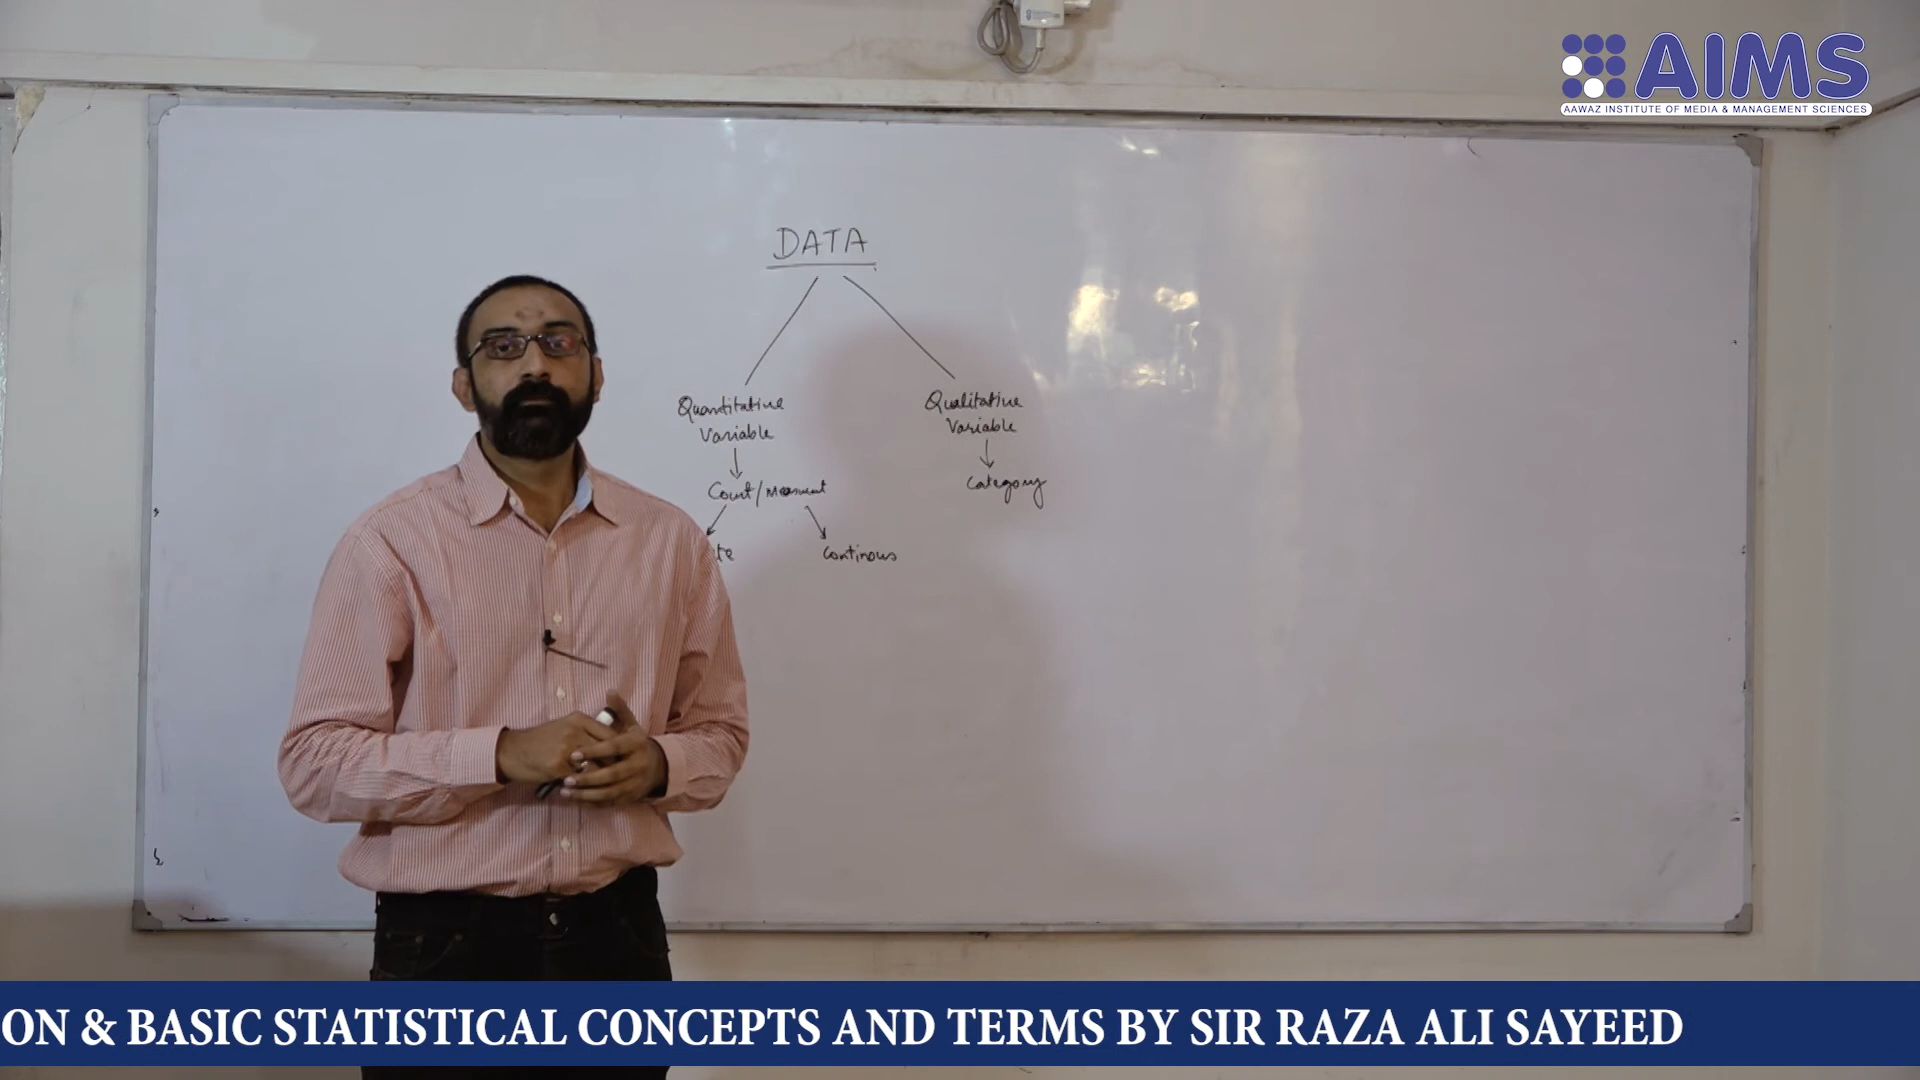 AIMS
AAWAZ INSTITUTE OF MEDIA & MANAGEMENT SCIENCES
DATA
Quantitative
Variable
Qualitative
Variable
Count/
Category
te
Continous
ON & BASIC STATISTICAL CONCEPTS AND TERMS BY SIR RAZA ALI SAYEED